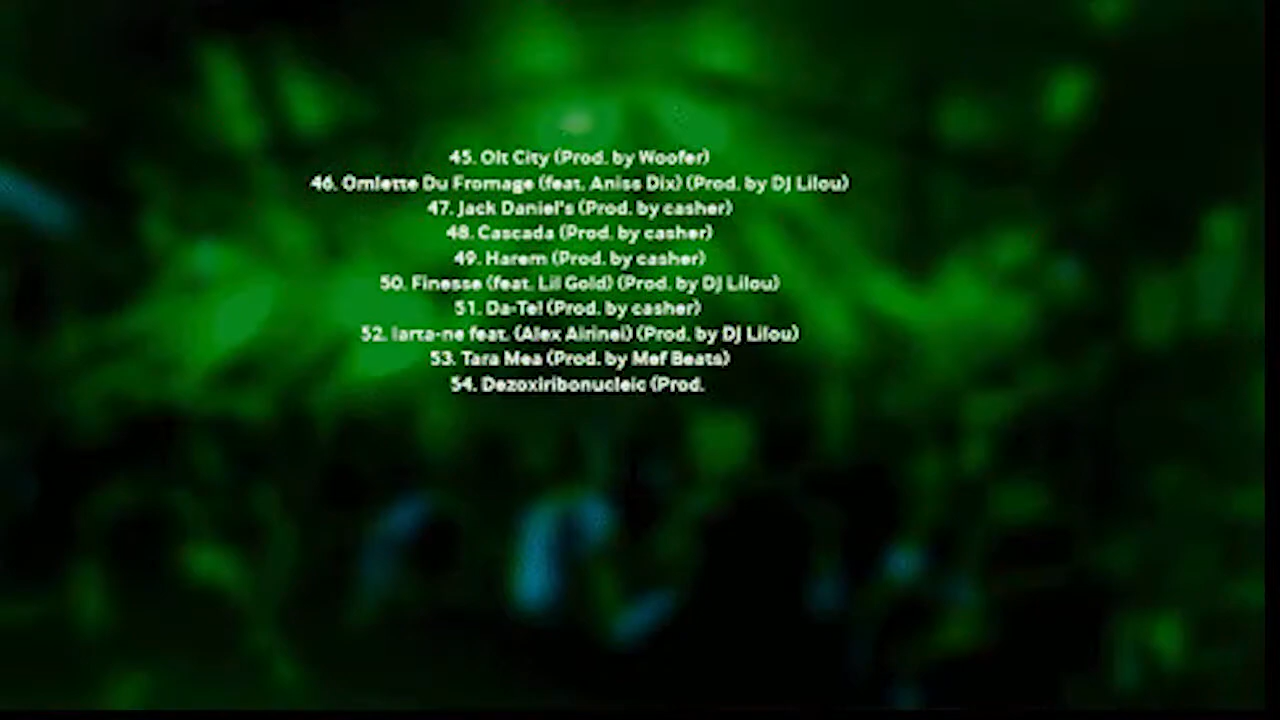 45. Olt City (Prod. by Woofer)
46. Omlette Du Fromage (feat. Aniss Dix) (Prod. by DJ Lilou)
47. Jack Daniel's (Prod. by casher)
48. Cascada (Prod. by casher)
49. Harem (Prod. by casher)
50. Finesse (feat. Lil Gold) (Prod. by DJ Lilou)
51. Da-Te! (Prod. by casher)
52. Iarta-ne feat. (Alex Airinei) (Prod. by DJ Lilou)
53. Tara Mea (Prod. by Mef Beats)
54. Dezoxiribonucleic (Prod.